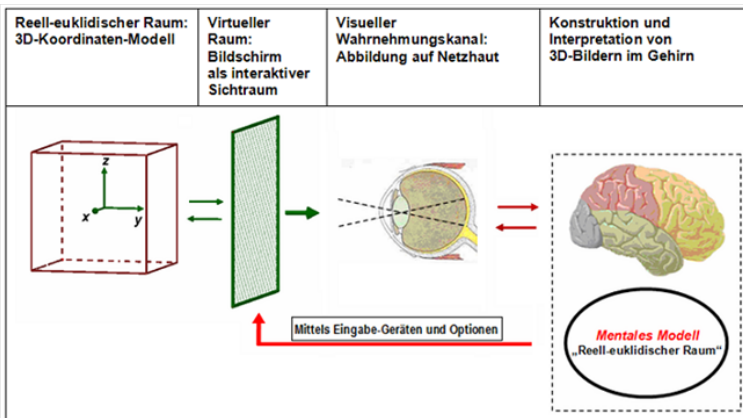 Reell-euklidischer Raum:
3D-Koordinaten-Modell
Virtueller
Raum:
Bildschirm
als interaktiver
Sichtraum
Visueller
Wahrnehmungskanal:
Abbildung auf Netzhaut
Konstruktion und
Interpretation von
3D-Bildern im Gehirn
z
x
y
Mittels Eingabe-Geräten und Optionen
Mentales Modell
„Reell-euklidischer Raum“